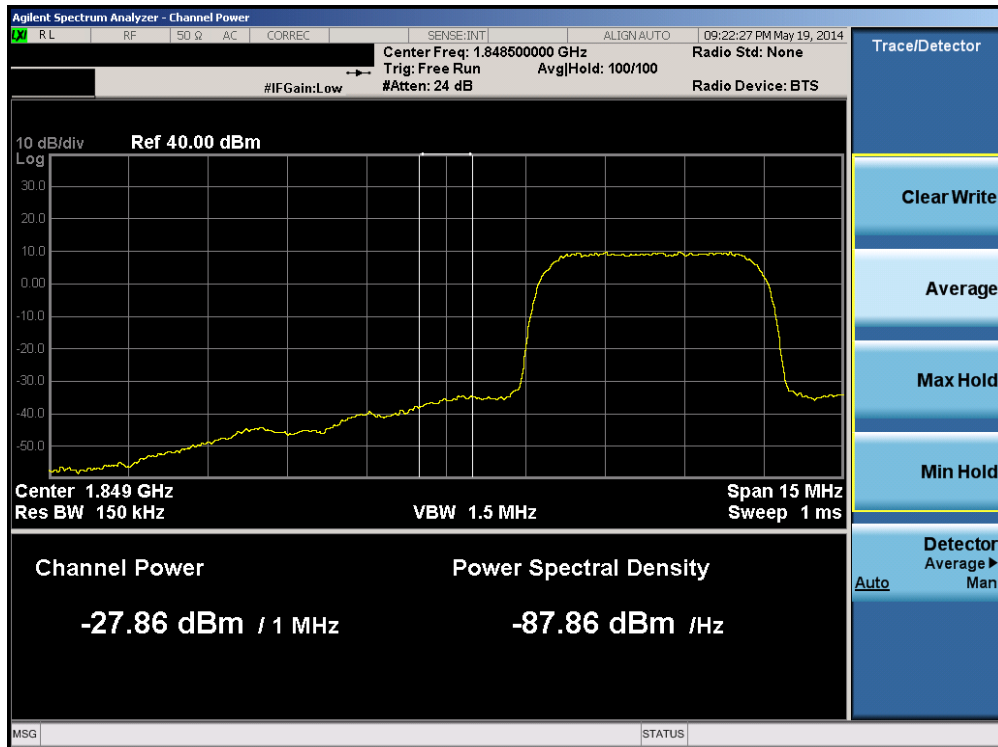 Agilent Spectrum Analyzer - Channel Power
LXI RL RF 50 Ω AC CORREC SENSE:INT ALIGN AUTO 09:22:27 PM May 19, 2014
Center Freq: 1.848500000 GHz Radio Std: None
Trig: Free Run Avg|Hold: 100/100
#IFGain:Low #Atten: 24 dB Radio Device: BTS
Trace/Detector
10 dB/div Ref 40.00 dBm
Log
30.0
20.0
10.0
0.00
-10.0
-20.0
-30.0
-40.0
-50.0
Center 1.849 GHz Span 15 MHz
Res BW 150 kHz VBW 1.5 MHz Sweep 1 ms
Channel Power Power Spectral Density
-27.86 dBm / 1 MHz -87.86 dBm /Hz
Clear Write
Average
Max Hold
Min Hold
Detector
Average▶
Auto Man
MSG STATUS